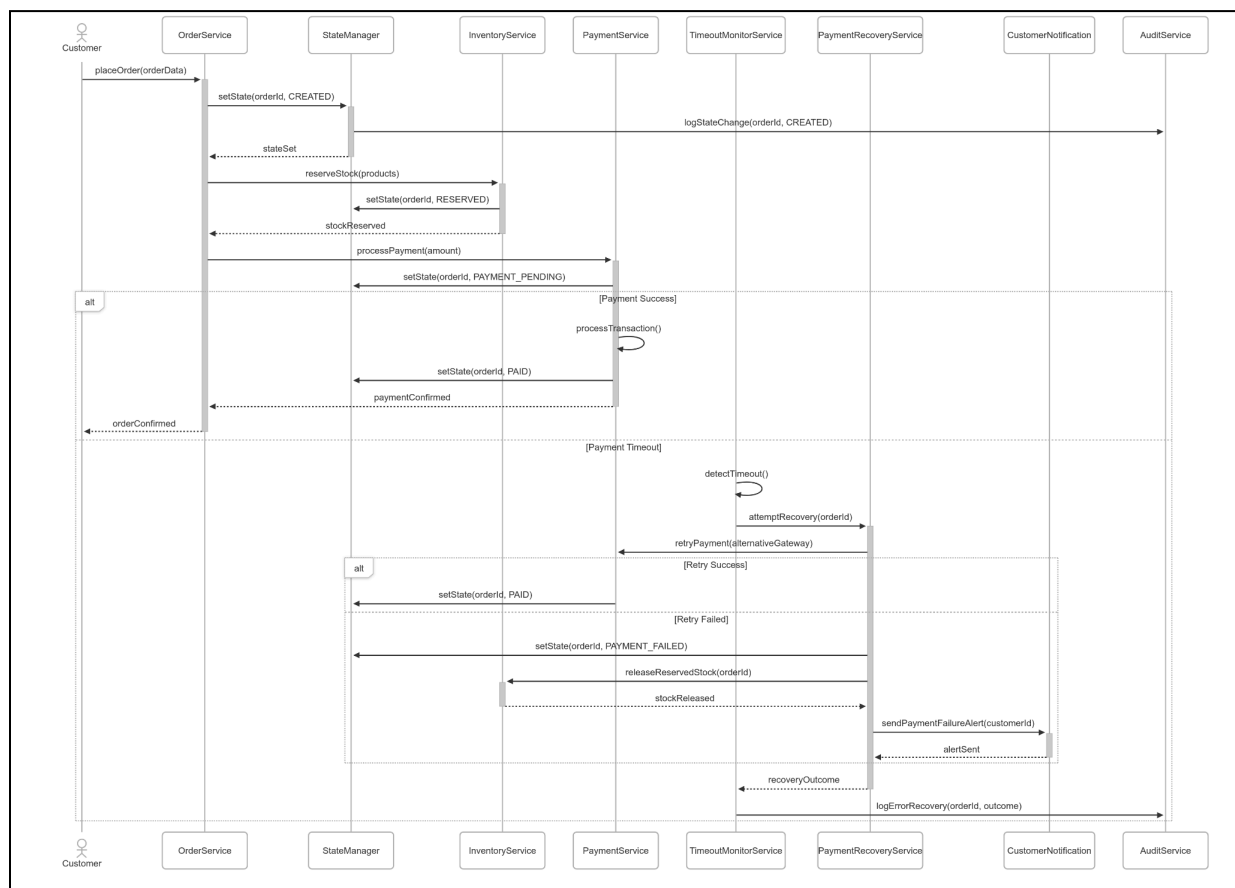 OrderService
StateManager
InventoryService
PaymentService
TimeoutMonitorService
PaymentRecoveryService
CustomerNotification
AuditService
Customer
placeOrder(orderData)
setState(orderId, CREATED)
logStateChange(orderId, CREATED)
stateSet
reserveStock(products)
setState(orderId, RESERVED)
stockReserved
processPayment(amount)
setState(orderId, PAYMENT_PENDING)
alt
[Payment Success]
processTransaction()
setState(orderId, PAID)
paymentConfirmed
orderConfirmed
[Payment Timeout]
detectTimeout()
attemptRecovery(orderId)
retryPayment(alternativeGateway)
alt
[Retry Success]
setState(orderId, PAID)
[Retry Failed]
setState(orderId, PAYMENT_FAILED)
releaseReservedStock(orderId)
stockReleased
sendPaymentFailureAlert(customerId)
alertSent
recoveryOutcome
logErrorRecovery(orderId, outcome)
OrderService
StateManager
InventoryService
PaymentService
TimeoutMonitorService
PaymentRecoveryService
CustomerNotification
AuditService
Customer